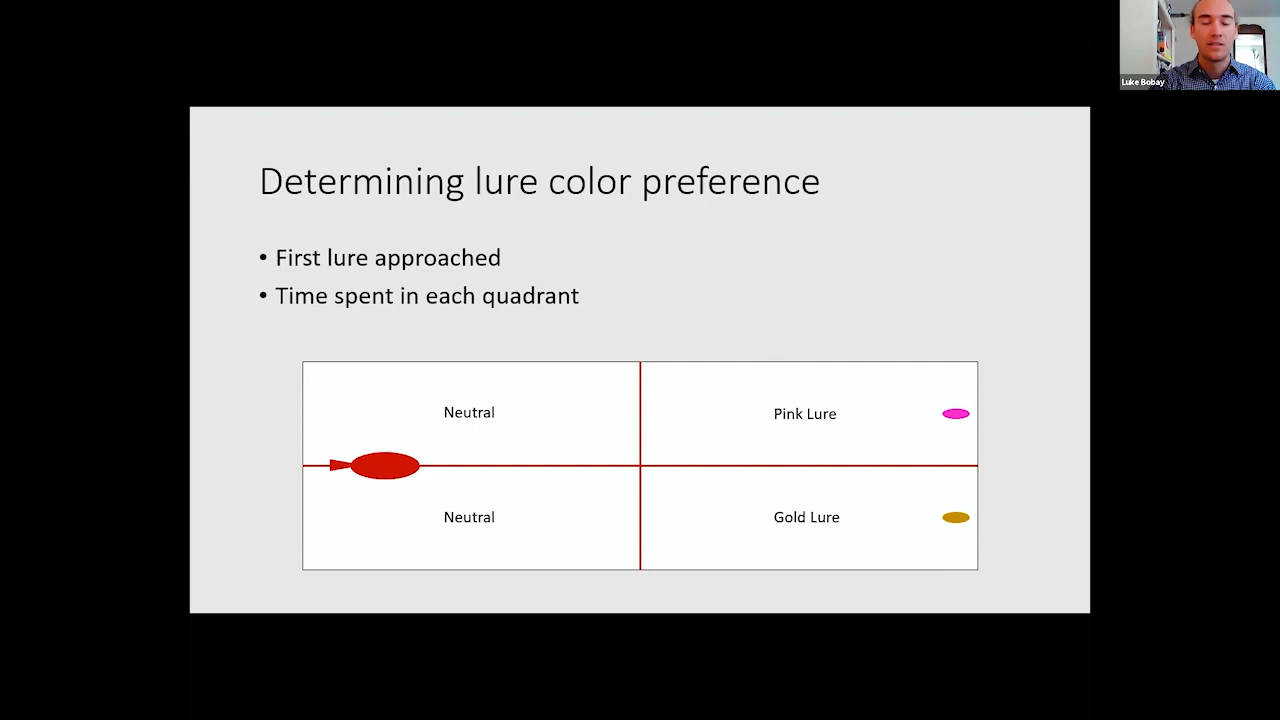 Luke Bobay
Determining lure color preference
• First lure approached
• Time spent in each quadrant
Neutral
Pink Lure
Neutral
Gold Lure